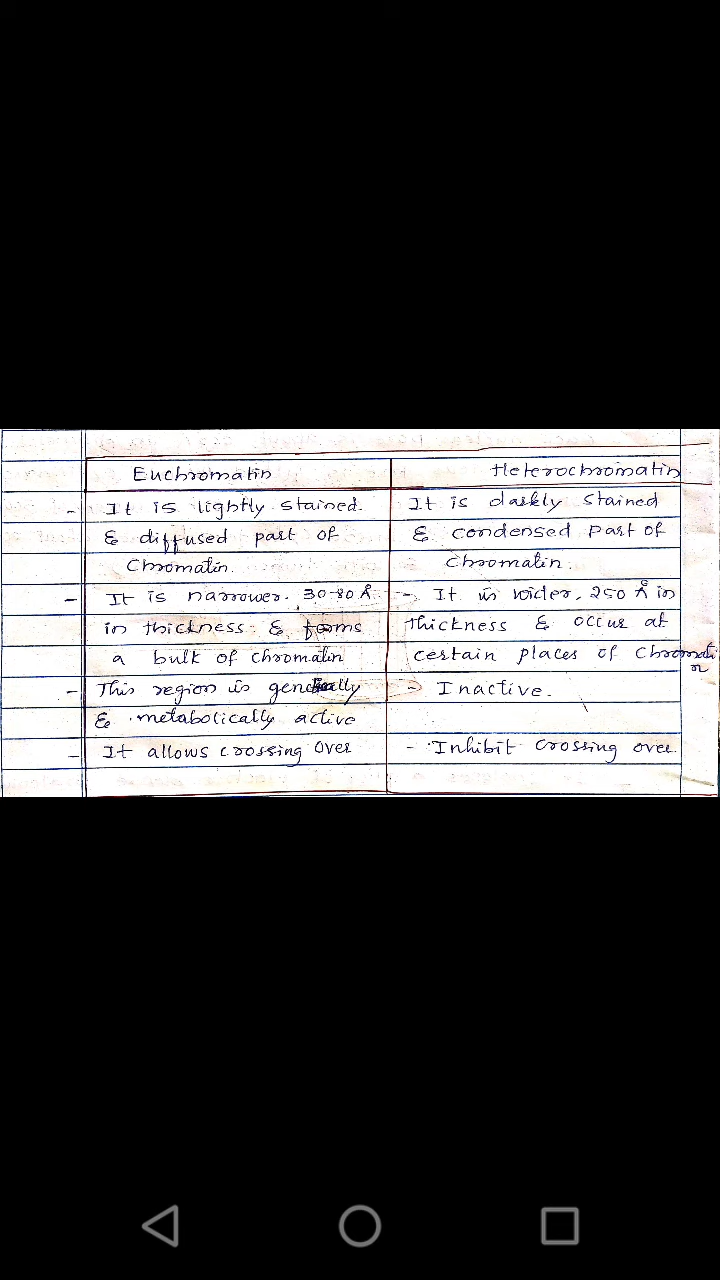 Euchromatin Heterochromatin
- It is lightly stained. It is darkly stained
& diffused part of & condensed part of
Chromatin. chromatin.
- It is narrower. 30-80 Å - It is wider, 250 Å in
in thickness & forms thickness & occur at
a bulk of chromatin certain places of Chromatin
- This region is genetically - Inactive.
& metabolically active
- It allows crossing over - Inhibit crossing over.